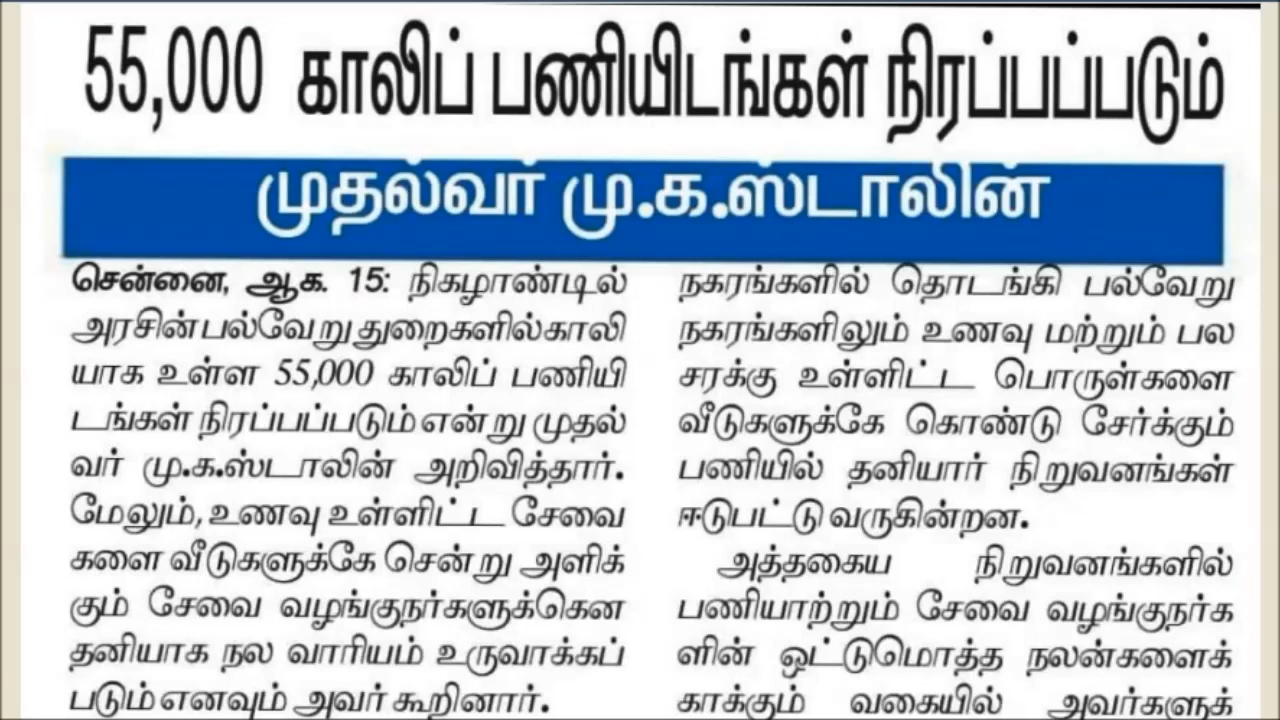 55,000 காலிப் பணியிடங்கள் நிரப்பப்படும்
முதல்வர் மு.க.ஸ்டாலின்
சென்னை, ஆக. 15: நிகழாண்டில்
அரசின் பல்வேறு துறைகளில் காலி
யாக உள்ள 55,000 காலிப் பணியி
டங்கள் நிரப்பப்படும் என்று முதல்
வர் மு.க.ஸ்டாலின் அறிவித்தார்.
மேலும், உணவு உள்ளிட்ட சேவை
களை வீடுகளுக்கே சென்று அளிக்
கும் சேவை வழங்குநர்களுக்கென
தனியாக நல வாரியம் உருவாக்கப்
படும் எனவும் அவர் கூறினார்.
நகரங்களில் தொடங்கி பல்வேறு
நகரங்களிலும் உணவு மற்றும் பல
சரக்கு உள்ளிட்ட பொருள்களை
வீடுகளுக்கே கொண்டு சேர்க்கும்
பணியில் தனியார் நிறுவனங்கள்
ஈடுபட்டு வருகின்றன.
அத்தகைய நிறுவனங்களில்
பணியாற்றும் சேவை வழங்குநர்க
ளின் ஒட்டுமொத்த நலன்களைக்
காக்கும் வகையில் அவர்களுக்